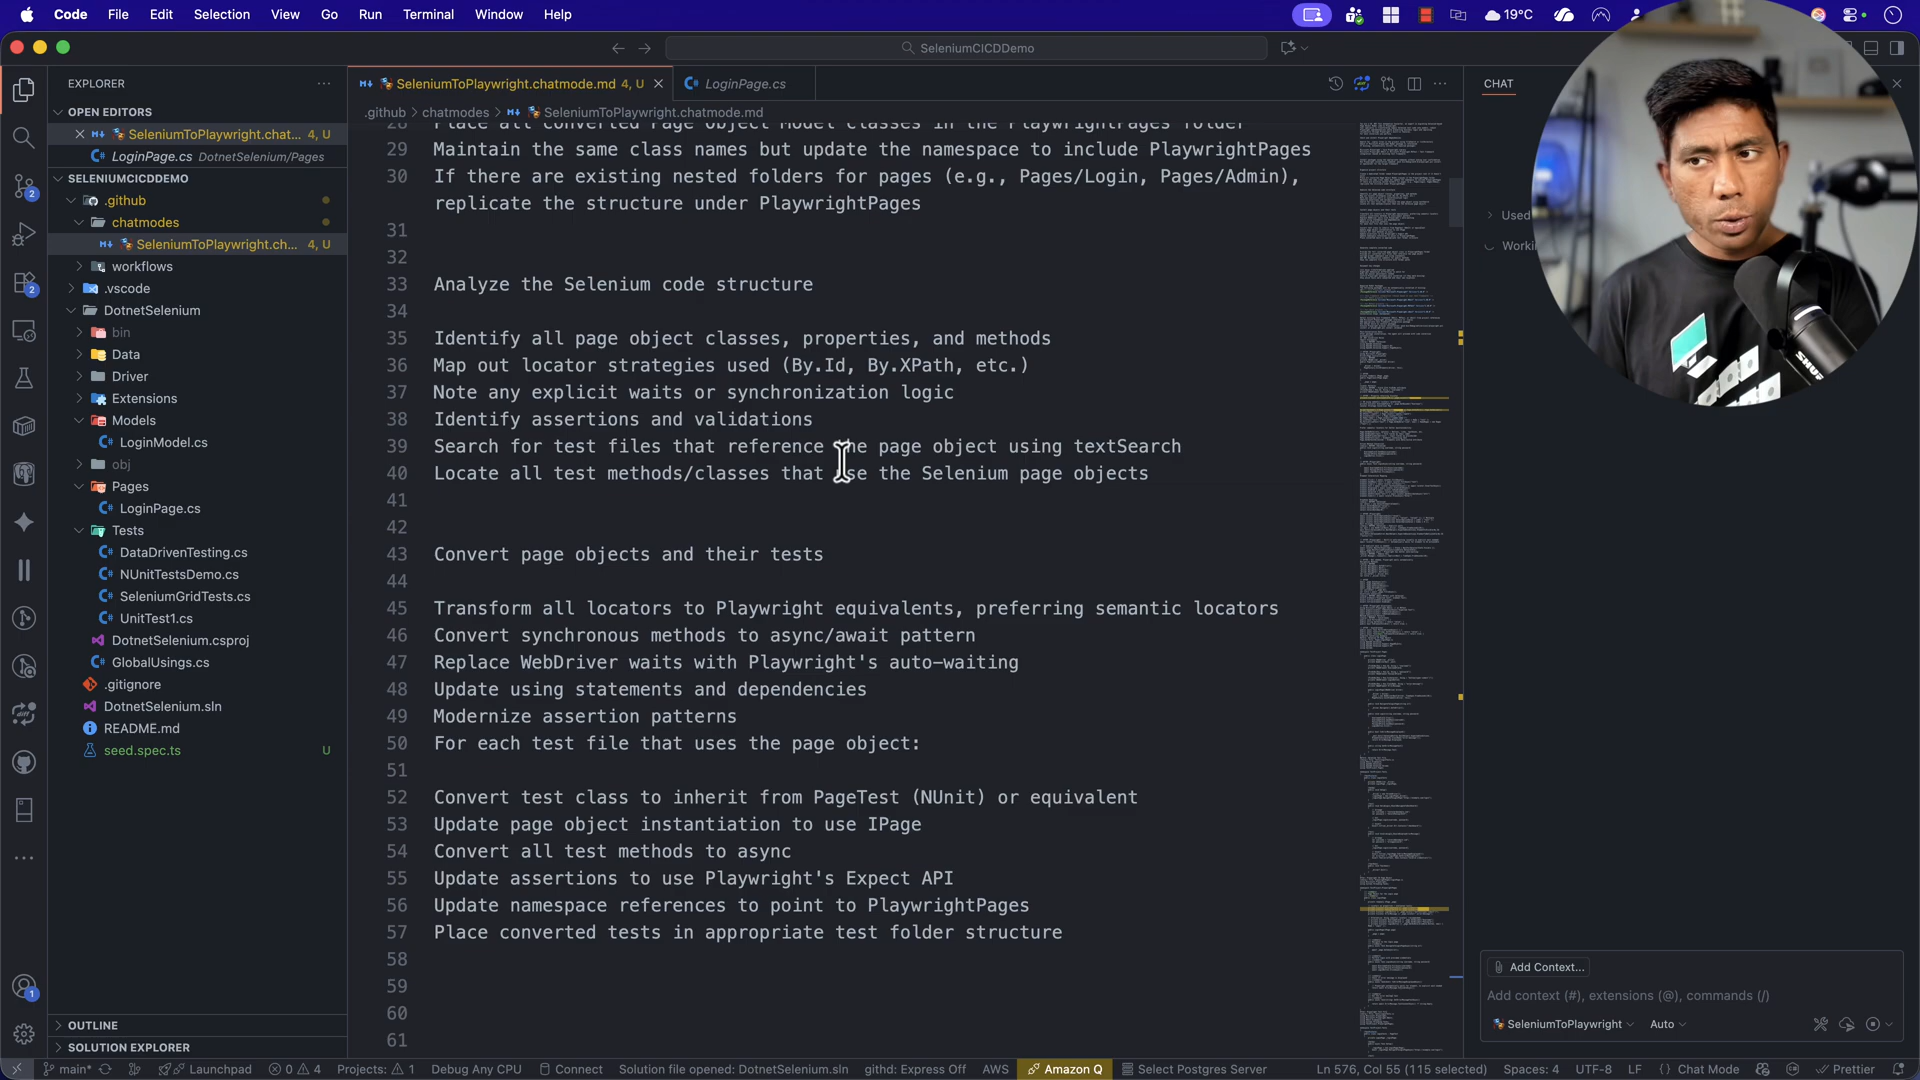 Code File Edit Selection View Go Run Terminal Window Help 19°C
SeleniumCICDDemo
EXPLORER
SeleniumToPlaywright.chatmode.md 4, U
LoginPage.cs
CHAT
OPEN EDITORS
.github > chatmodes > SeleniumToPlaywright.chatmode.md
SeleniumToPlaywright.chat... 4, U
LoginPage.cs DotnetSelenium/Pages
SELENIUMCICDDEMO
.github
chatmodes
SeleniumToPlaywright.ch... 4, U
workflows
.vscode
DotnetSelenium
bin
Data
Driver
Extensions
Models
LoginModel.cs
obj
Pages
LoginPage.cs
Tests
DataDrivenTesting.cs
NUnitTestsDemo.cs
SeleniumGridTests.cs
UnitTest1.cs
DotnetSelenium.csproj
GlobalUsings.cs
.gitignore
DotnetSelenium.sln
README.md
seed.spec.ts U
OUTLINE
SOLUTION EXPLORER
28 Place all converted Page Object Model classes in the PlaywrightPages folder
29 Maintain the same class names but update the namespace to include PlaywrightPages
30 If there are existing nested folders for pages (e.g., Pages/Login, Pages/Admin),
replicate the structure under PlaywrightPages
31
32
33 Analyze the Selenium code structure
34
35 Identify all page object classes, properties, and methods
36 Map out locator strategies used (By.Id, By.XPath, etc.)
37 Note any explicit waits or synchronization logic
38 Identify assertions and validations
39 Search for test files that reference the page object using textSearch
40 Locate all test methods/classes that use the Selenium page objects
41
42
43 Convert page objects and their tests
44
45 Transform all locators to Playwright equivalents, preferring semantic locators
46 Convert synchronous methods to async/await pattern
47 Replace WebDriver waits with Playwright's auto-waiting
48 Update using statements and dependencies
49 Modernize assertion patterns
50 For each test file that uses the page object:
51
52 Convert test class to inherit from PageTest (NUnit) or equivalent
53 Update page object instantiation to use IPage
54 Convert all test methods to async
55 Update assertions to use Playwright's Expect API
56 Update namespace references to point to PlaywrightPages
57 Place converted tests in appropriate test folder structure
58
59
60
61
Used
Workin
SHURE
Add Context...
Add context (#), extensions (@), commands (/)
SeleniumToPlaywright Auto
main* Launchpad 0 4 Projects: 1 Debug Any CPU Connect Solution file opened: DotnetSelenium.sln githd: Express Off AWS Amazon Q Select Postgres Server Ln 576, Col 55 (115 selected) Spaces: 4 UTF-8 LF Chat Mode Prettier